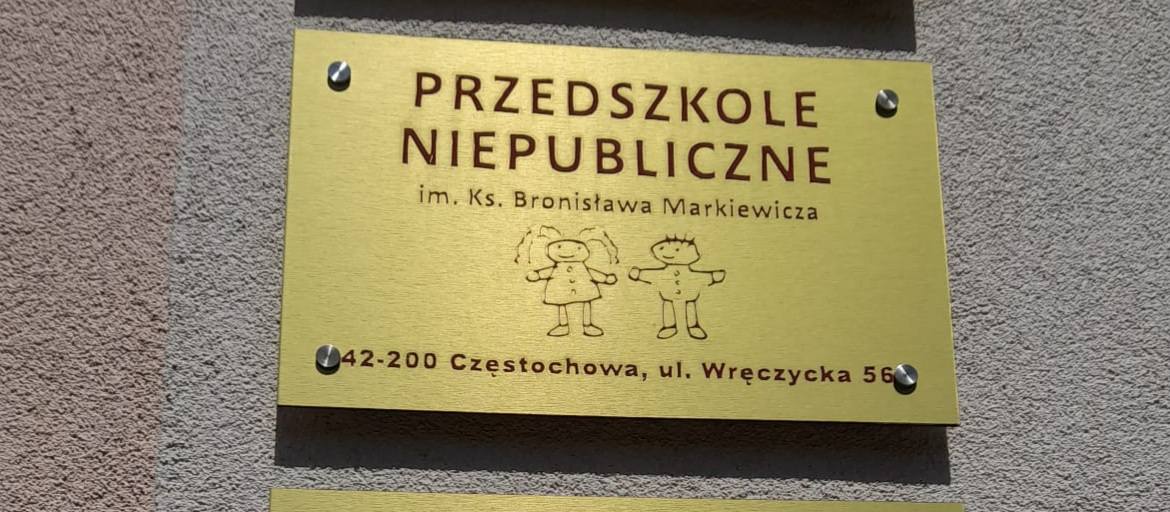 PRZEDSZKOLE
NIEPUBLICZNE
im. Ks. Bronisława Markiewicza
42-200 Częstochowa, ul. Wręczycka 56